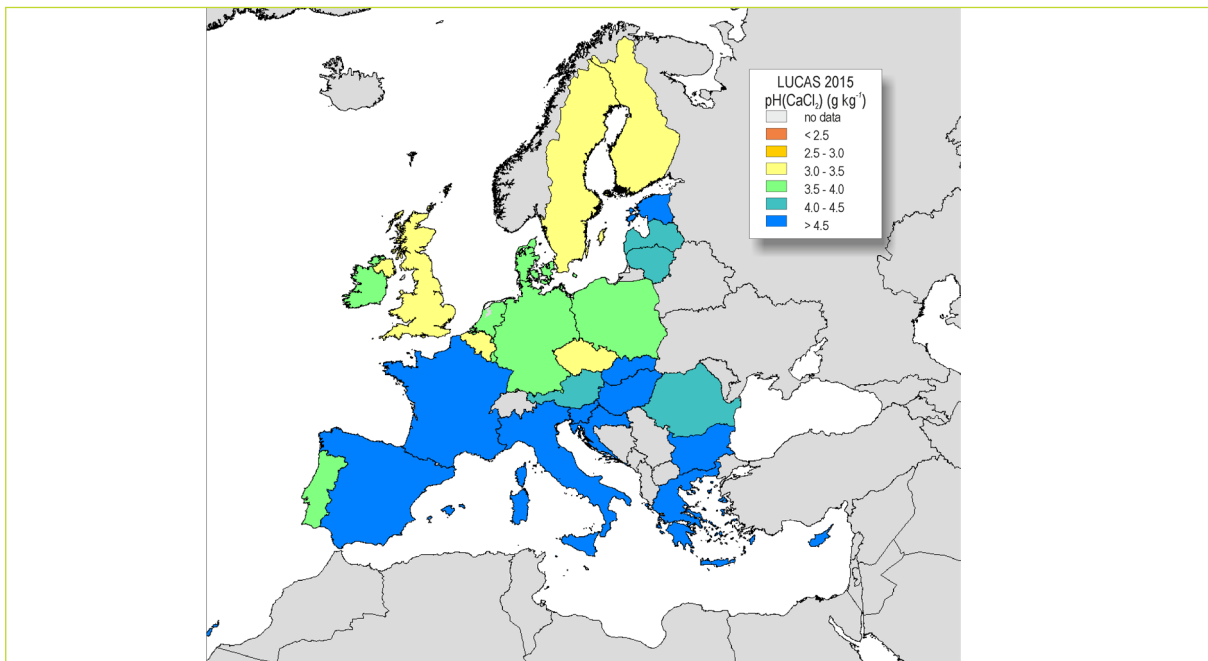 LUCAS 2015
pH(CaCl₂) (g kg⁻¹)
no data
< 2.5
2.5 - 3.0
3.0 - 3.5
3.5 - 4.0
4.0 - 4.5
> 4.5